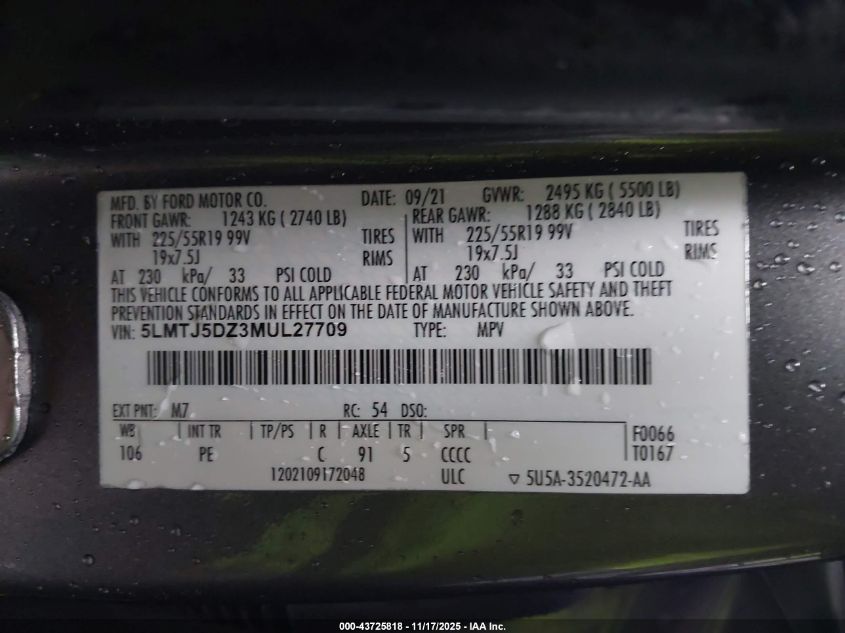 MFD. BY FORD MOTOR CO. DATE: 09/21 GVWR: 2495 KG ( 5500 LB)
FRONT GAWR: 1243 KG ( 2740 LB) REAR GAWR: 1288 KG ( 2840 LB)
WITH 225/55R19 99V TIRES WITH 225/55R19 99V TIRES
19x7.5J RIMS 19x7.5J RIMS
AT 230 kPa/ 33 PSI COLD AT 230 kPa/ 33 PSI COLD
THIS VEHICLE CONFORMS TO ALL APPLICABLE FEDERAL MOTOR VEHICLE SAFETY AND THEFT
PREVENTION STANDARDS IN EFFECT ON THE DATE OF MANUFACTURE SHOWN ABOVE.
VIN: 5LMTJ5DZ3MUL27709 TYPE: MPV
EXT PNT: M7 RC: 54 DSO:
WB INT TR TP/PS R AXLE TR SPR F0066
106 PE C 91 5 CCCC T0167
1202109172048 ULC ▽ 5U5A-3520472-AA
000-43725818 - 11/17/2025 - IAA Inc.